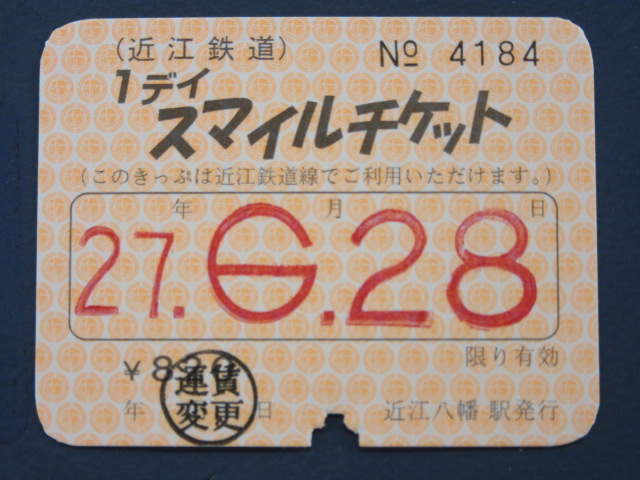 （近江鉄道） № 4184
1デイ
スマイルチケット
（このきっぷは近江鉄道線でご利用いただけます。）
年 月 日
27.6.28
限り有効
¥8
運賃
変更
年 日
近江八幡 駅発行